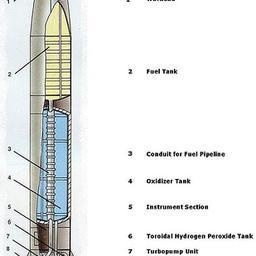 1
2
2 Fuel Tank
3
3 Conduit for Fuel Pipeline
4
4 Oxidizer Tank
5
5 Instrument Section
6
6 Toroidal Hydrogen Peroxide Tank
7
7 Turbopump Unit
8